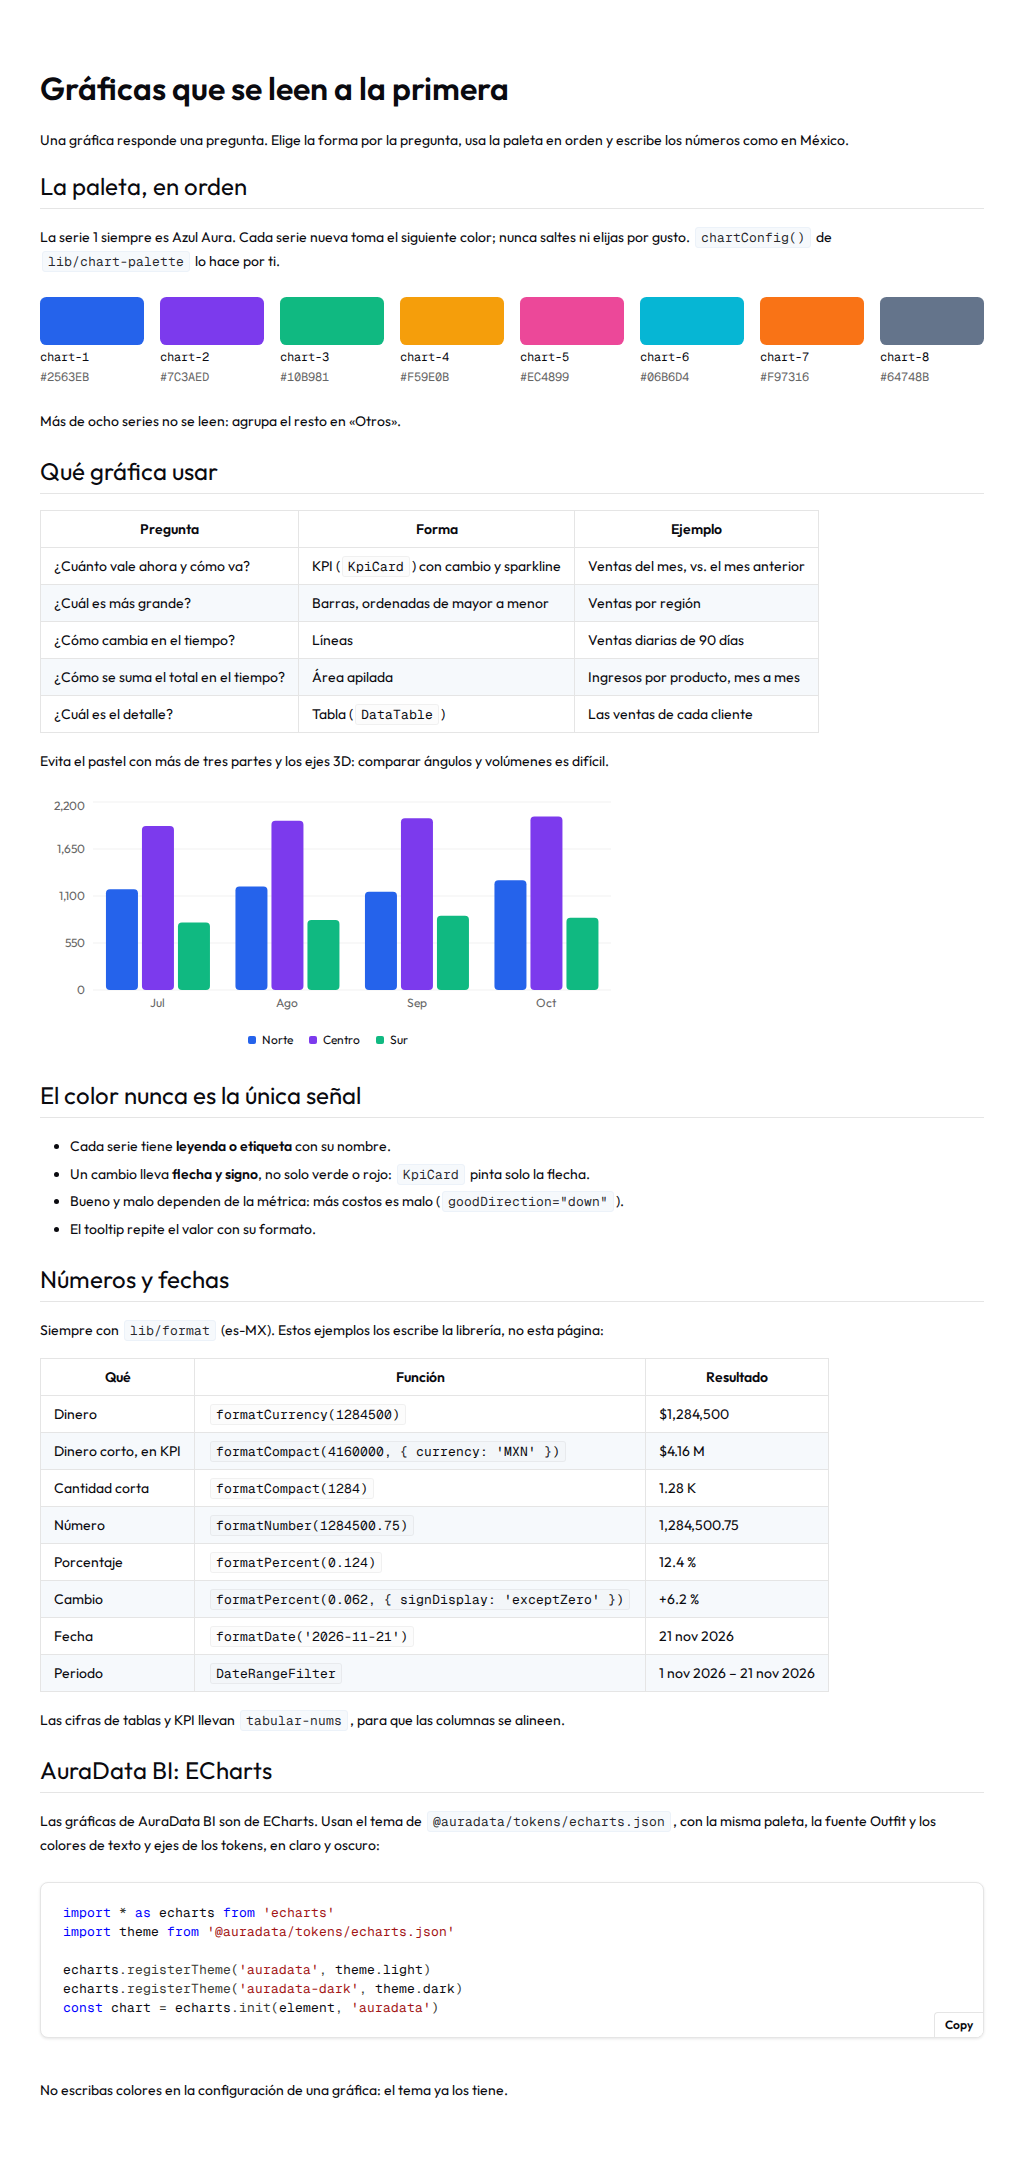 Gráficas que se leen a la primera
Una gráfica responde una pregunta. Elige la forma por la pregunta, usa la paleta en orden y escribe los números como en México.
La paleta, en orden
La serie 1 siempre es Azul Aura. Cada serie nueva toma el siguiente color; nunca saltes ni elijas por gusto. chartConfig() de
lib/chart-palette lo hace por ti.
chart-1 chart-2 chart-3 chart-4 chart-5 chart-6 chart-7 chart-8
#2563EB #7C3AED #10B981 #F59E0B #EC4899 #06B6D4 #F97316 #64748B
Más de ocho series no se leen: agrupa el resto en «Otros».
Qué gráfica usar
Pregunta Forma Ejemplo
¿Cuánto vale ahora y cómo va? KPI ( KpiCard ) con cambio y sparkline Ventas del mes, vs. el mes anterior
¿Cuál es más grande? Barras, ordenadas de mayor a menor Ventas por región
¿Cómo cambia en el tiempo? Líneas Ventas diarias de 90 días
¿Cómo se suma el total en el tiempo? Área apilada Ingresos por producto, mes a mes
¿Cuál es el detalle? Tabla ( DataTable ) Las ventas de cada cliente
Evita el pastel con más de tres partes y los ejes 3D: comparar ángulos y volúmenes es difícil.
2,200
1,650
1,100
550
0
Jul Ago Sep Oct
Norte Centro Sur
El color nunca es la única señal
• Cada serie tiene leyenda o etiqueta con su nombre.
• Un cambio lleva flecha y signo, no solo verde o rojo: KpiCard pinta solo la flecha.
• Bueno y malo dependen de la métrica: más costos es malo ( goodDirection="down" ).
• El tooltip repite el valor con su formato.
Números y fechas
Siempre con lib/format (es-MX). Estos ejemplos los escribe la librería, no esta página:
Qué Función Resultado
Dinero formatCurrency(1284500) $1,284,500
Dinero corto, en KPI formatCompact(4160000, { currency: 'MXN' }) $4.16 M
Cantidad corta formatCompact(1284) 1.28 K
Número formatNumber(1284500.75) 1,284,500.75
Porcentaje formatPercent(0.124) 12.4 %
Cambio formatPercent(0.062, { signDisplay: 'exceptZero' }) +6.2 %
Fecha formatDate('2026-11-21') 21 nov 2026
Periodo DateRangeFilter 1 nov 2026 – 21 nov 2026
Las cifras de tablas y KPI llevan tabular-nums , para que las columnas se alineen.
AuraData BI: ECharts
Las gráficas de AuraData BI son de ECharts. Usan el tema de @auradata/tokens/echarts.json , con la misma paleta, la fuente Outfit y los
colores de texto y ejes de los tokens, en claro y oscuro:
import * as echarts from 'echarts'
import theme from '@auradata/tokens/echarts.json'
echarts.registerTheme('auradata', theme.light)
echarts.registerTheme('auradata-dark', theme.dark)
const chart = echarts.init(element, 'auradata')
Copy
No escribas colores en la configuración de una gráfica: el tema ya los tiene.